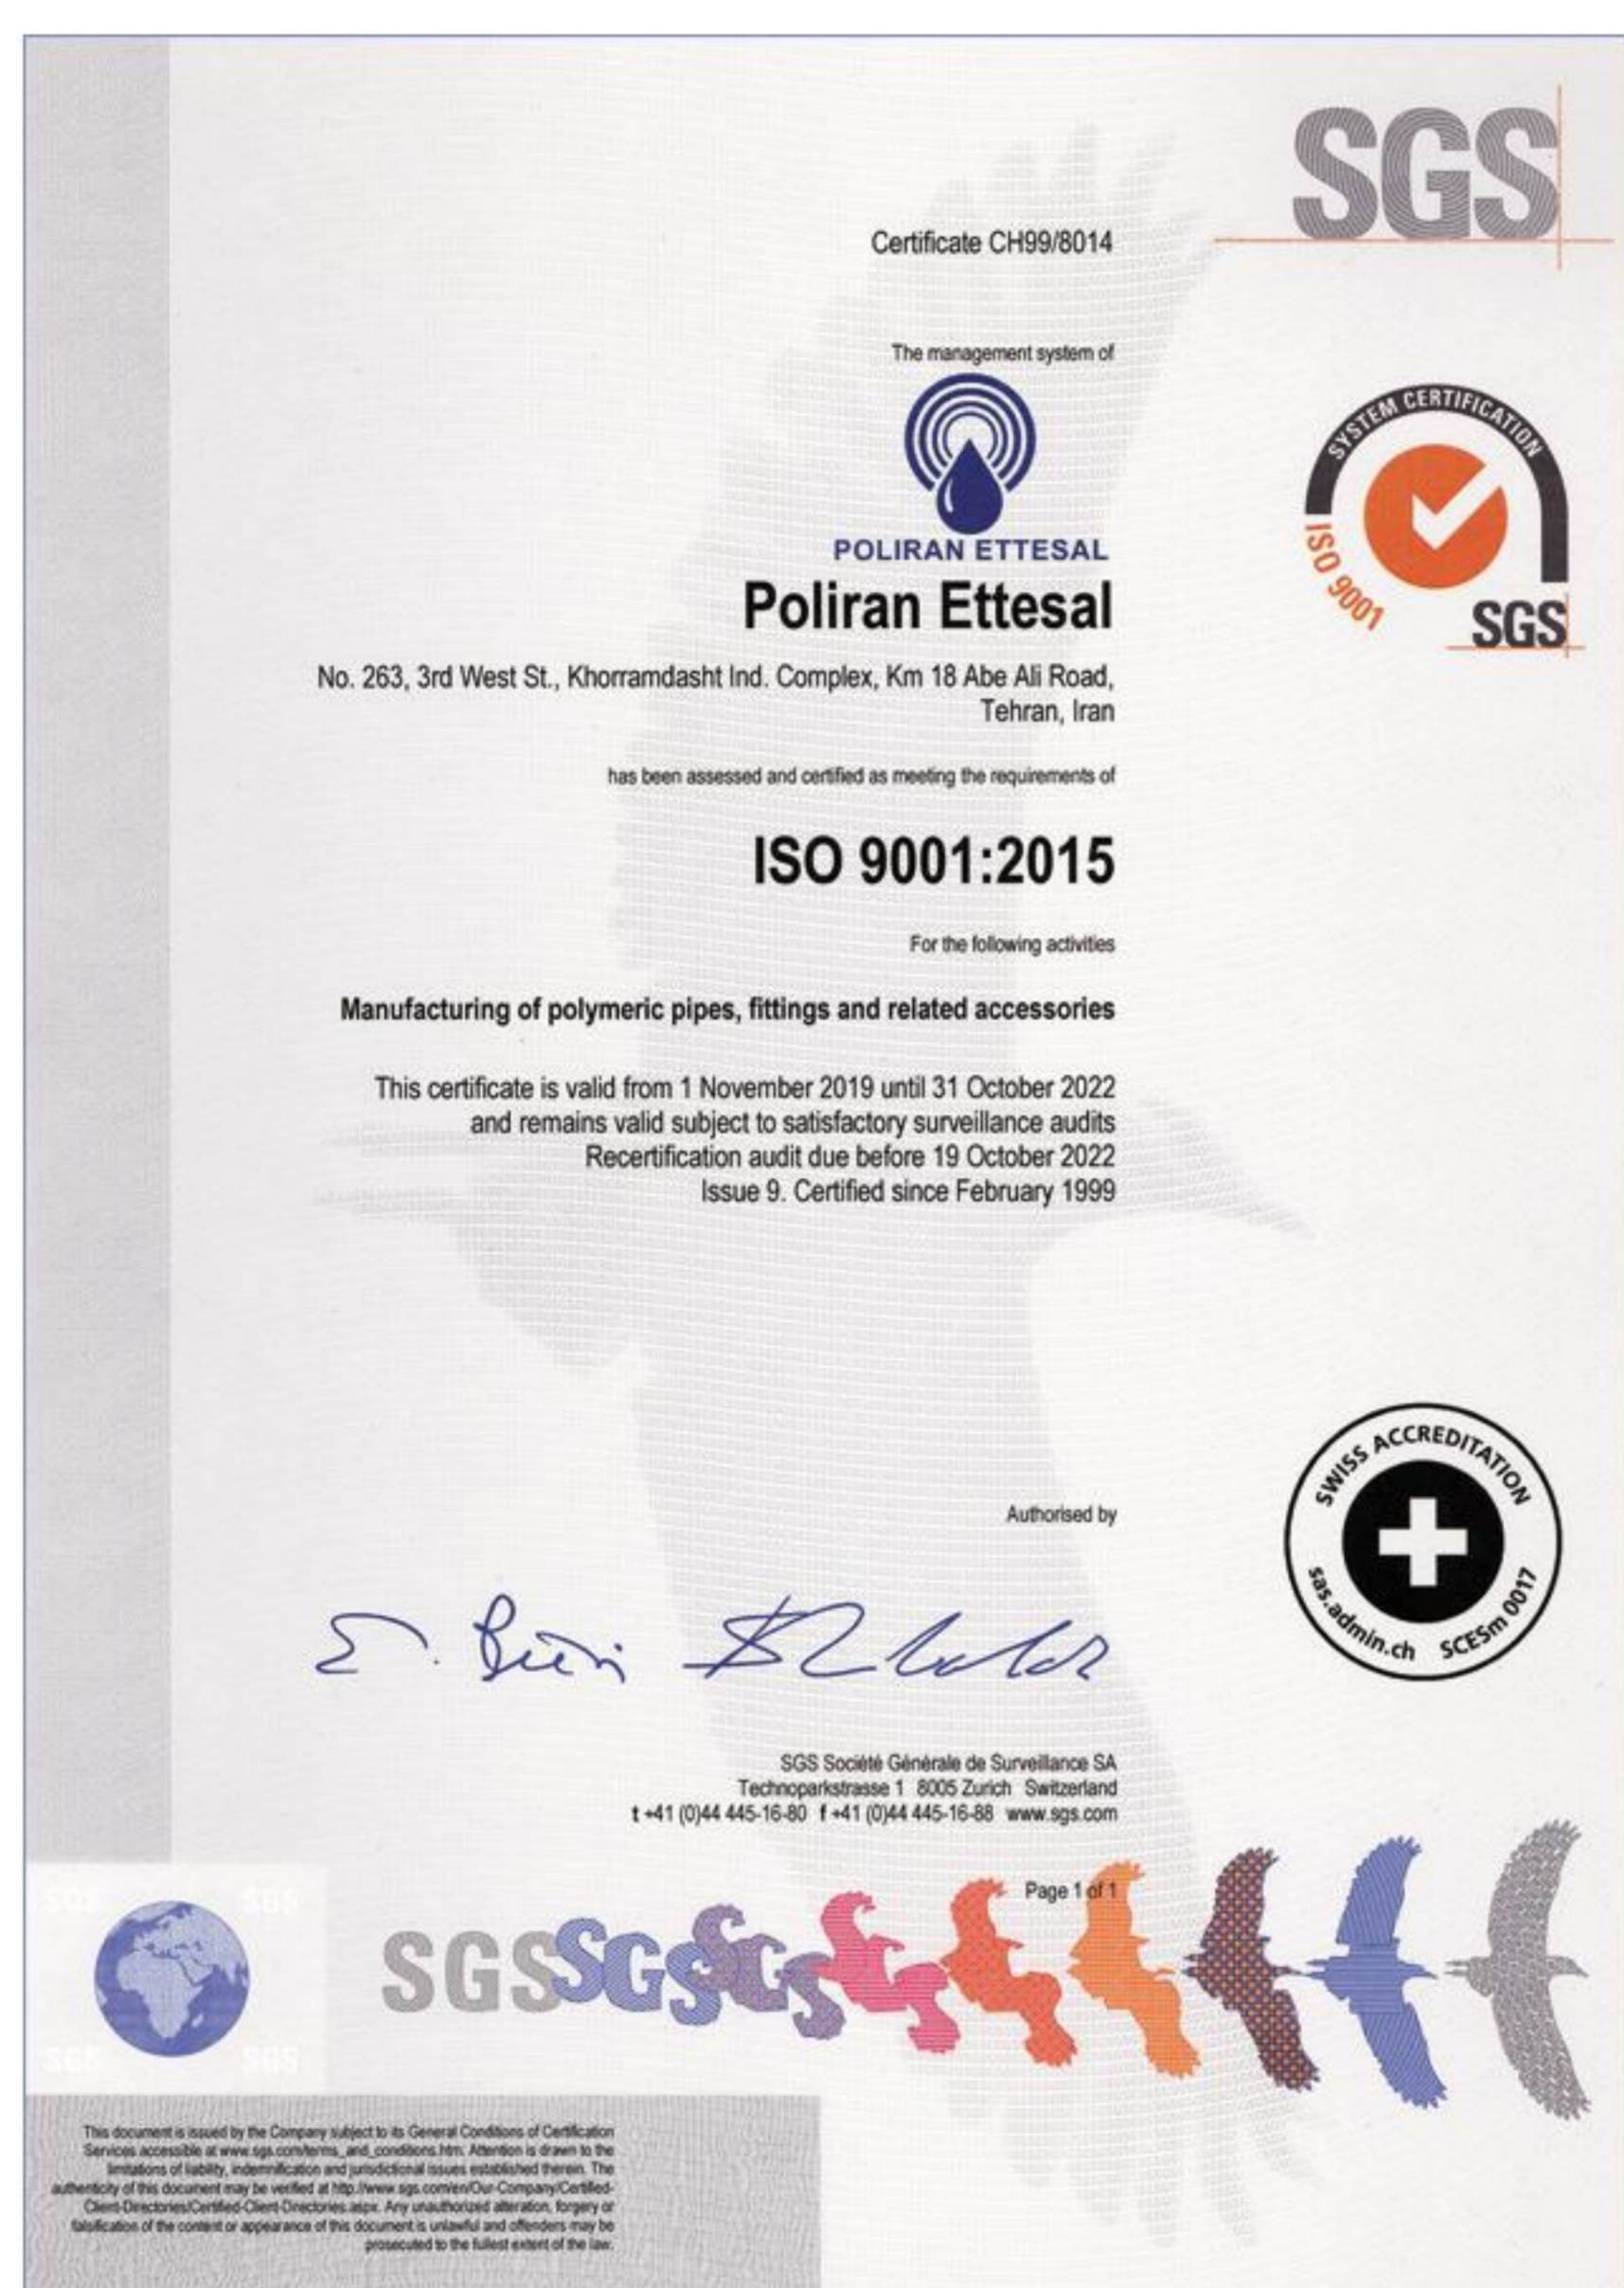 SGS
Certificate CH99/8014
The management system of
POLIRAN ETTESAL
Poliran Ettesal
SYSTEM CERTIFICATION
ISO 9001
SGS
No. 263, 3rd West St., Khorramdasht Ind. Complex, Km 18 Abe Ali Road,
Tehran, Iran
has been assessed and certified as meeting the requirements of
ISO 9001:2015
For the following activities
Manufacturing of polymeric pipes, fittings and related accessories
This certificate is valid from 1 November 2019 until 31 October 2022
and remains valid subject to satisfactory surveillance audits
Recertification audit due before 19 October 2022
Issue 9. Certified since February 1999
Authorised by
SWISS ACCREDITATION
sas.admin.ch SCESm 0017
SGS Société Générale de Surveillance SA
Technoparkstrasse 1 8005 Zurich Switzerland
t +41 (0)44 445-16-80 f +41 (0)44 445-16-88 www.sgs.com
Page 1 of 1
SGS SGS
SGS SGS
SGSSGSSGS
This document is issued by the Company subject to its General Conditions of Certification
Services accessible at www.sgs.com/terms_and_conditions.htm. Attention is drawn to the
limitations of liability, indemnification and jurisdictional issues established therein. The
authenticity of this document may be verified at http://www.sgs.com/en/Our-Company/Certified-
Client-Directories/Certified-Client-Directories.aspx. Any unauthorized alteration, forgery or
falsification of the content or appearance of this document is unlawful and offenders may be
prosecuted to the fullest extent of the law.